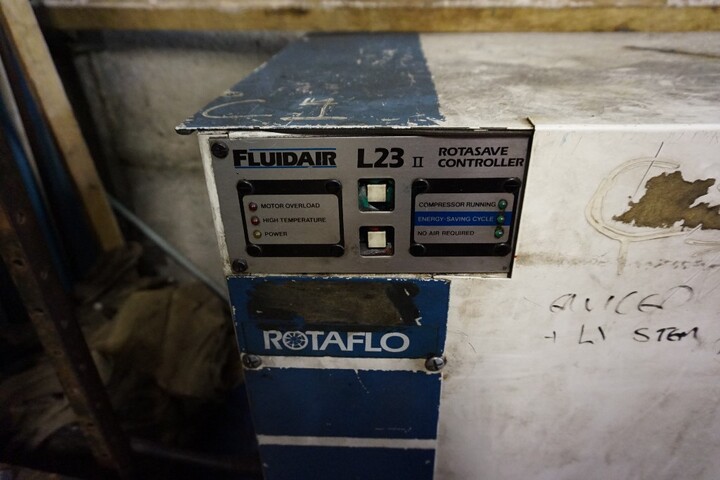 FLUIDAIR L23 II ROTASAVE
CONTROLLER
MOTOR OVERLOAD
HIGH TEMPERATURE
POWER
COMPRESSOR RUNNING
ENERGY-SAVING CYCLE
NO AIR REQUIRED
ROTAFLO